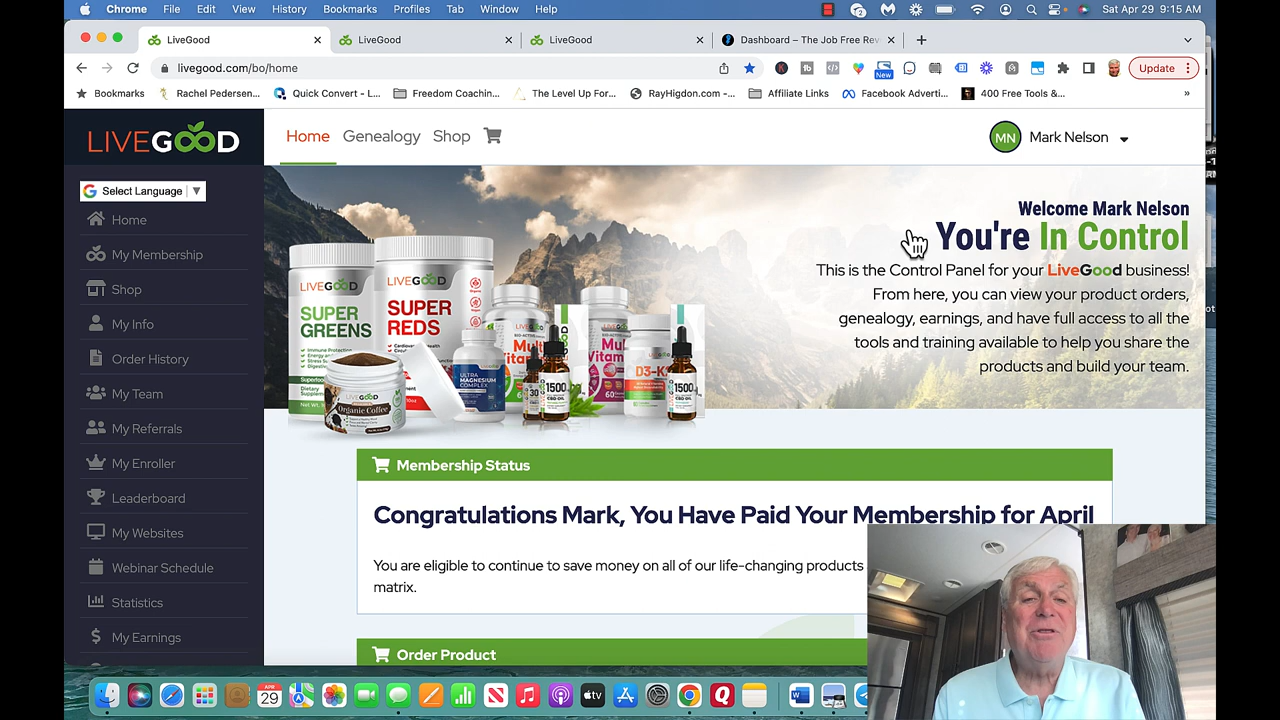 Chrome File Edit View History Bookmarks Profiles Tab Window Help
2
Sat Apr 29 9:15 AM
LiveGood
LiveGood
LiveGood
Dashboard – The Job Free Rev
livegood.com/bo/home
New
Update
Bookmarks
Rachel Pedersen...
Quick Convert - L...
Freedom Coachin...
The Level Up For...
RayHigdon.com -...
Affiliate Links
Facebook Adverti...
400 Free Tools &...
»
LIVEGOOD
Home Genealogy Shop
MN Mark Nelson
Select Language
Home
My Membership
Shop
My Info
Order History
My Team
My Referrals
My Enroller
Leaderboard
My Websites
Webinar Schedule
Statistics
My Earnings
Welcome Mark Nelson
You're In Control
This is the Control Panel for your LiveGood business!
From here, you can view your product orders,
genealogy, earnings, and have full access to all the
tools and training available to help you share the
products and build your team.
LIVEGOOD
SUPER
GREENS
LIVEGOOD
SUPER
REDS
LIVEGOOD
Organic Coffee
ULTRA
MAGNESIUM
COMPLEX
1500
D3-K
1500
Membership Status
Congratulations Mark, You Have Paid Your Membership for April
You are eligible to continue to save money on all of our life-changing products
matrix.
Order Product
APR
29
tv